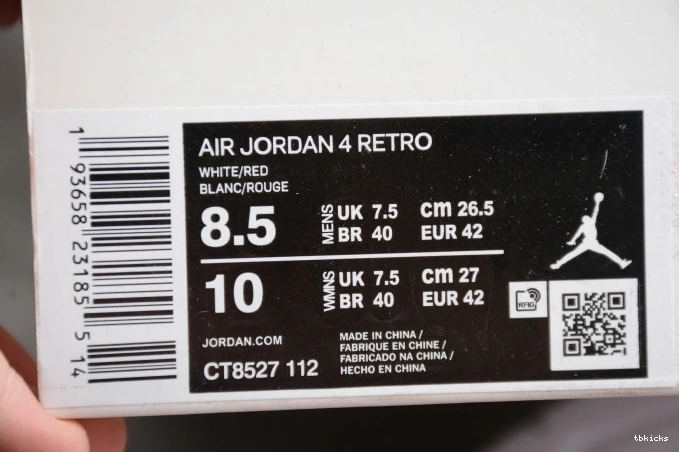 1 93658 23185 5 14
AIR JORDAN 4 RETRO
WHITE/RED
BLANC/ROUGE
8.5 MENS UK 7.5 cm 26.5
BR 40 EUR 42
10 WMNS UK 7.5 cm 27
BR 40 EUR 42
RFID
JORDAN.COM
CT8527 112
MADE IN CHINA /
FABRIQUE EN CHINE /
FABRICADO NA CHINA /
HECHO EN CHINA
tbkicks